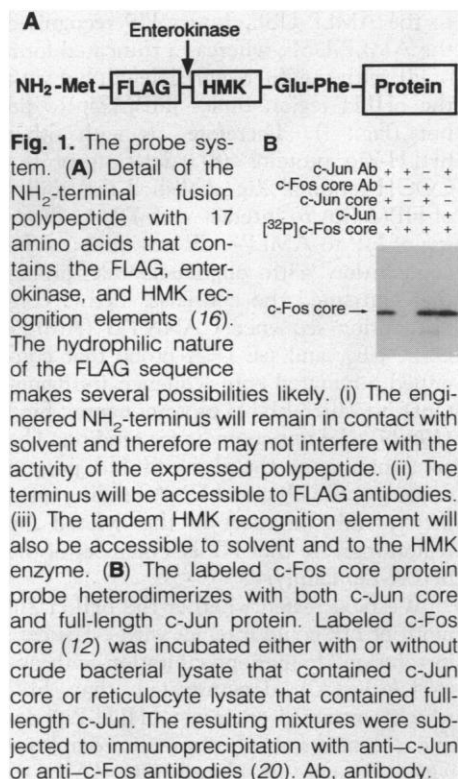 A
Enterokinase
NH2-Met
FLAG
HMK
Glu-Phe
Protein
B
c-Jun Ab
c-Fos core Ab
c-Jun core
c-Jun
[32P]c-Fos core
c-Fos core
Fig. 1. The probe sys-
tem. (A) Detail of the
NH2-terminal fusion
polypeptide with 17
amino acids that con-
tains the FLAG, enter-
okinase, and HMK rec-
ognition elements (16).
The hydrophilic nature
of the FLAG sequence
makes several possibilities likely. (i) The engi-
neered NH2-terminus will remain in contact with
solvent and therefore may not interfere with the
activity of the expressed polypeptide. (ii) The
terminus will be accessible to FLAG antibodies.
(iii) The tandem HMK recognition element will
also be accessible to solvent and to the HMK
enzyme. (B) The labeled c-Fos core protein
probe heterodimerizes with both c-Jun core
and full-length c-Jun protein. Labeled c-Fos
core (12) was incubated either with or without
crude bacterial lysate that contained c-Jun
core or reticulocyte lysate that contained full-
length c-Jun. The resulting mixtures were sub-
jected to immunoprecipitation with anti–c-Jun
or anti–c-Fos antibodies (20). Ab, antibody.